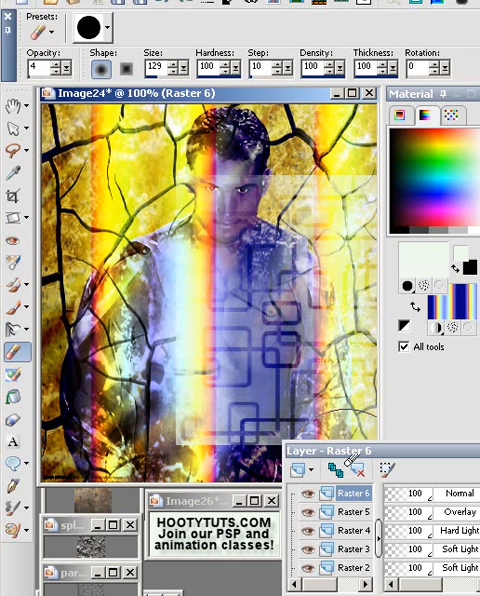 Presets:
Opacity: Shape: Size: Hardness: Step: Density: Thickness: Rotation:
4 129 100 10 100 100 0
Image24* @ 100% (Raster 6)
Material
All tools
Layer - Raster 6
Raster 6 100 Normal
Raster 5 100 Overlay
Raster 4 100 Hard Light
Raster 3 100 Soft Light
Raster 2 100 Soft Light
Image26*...
HOOTYTUTS.COM
Join our PSP and
animation classes!
spl...
par...
A